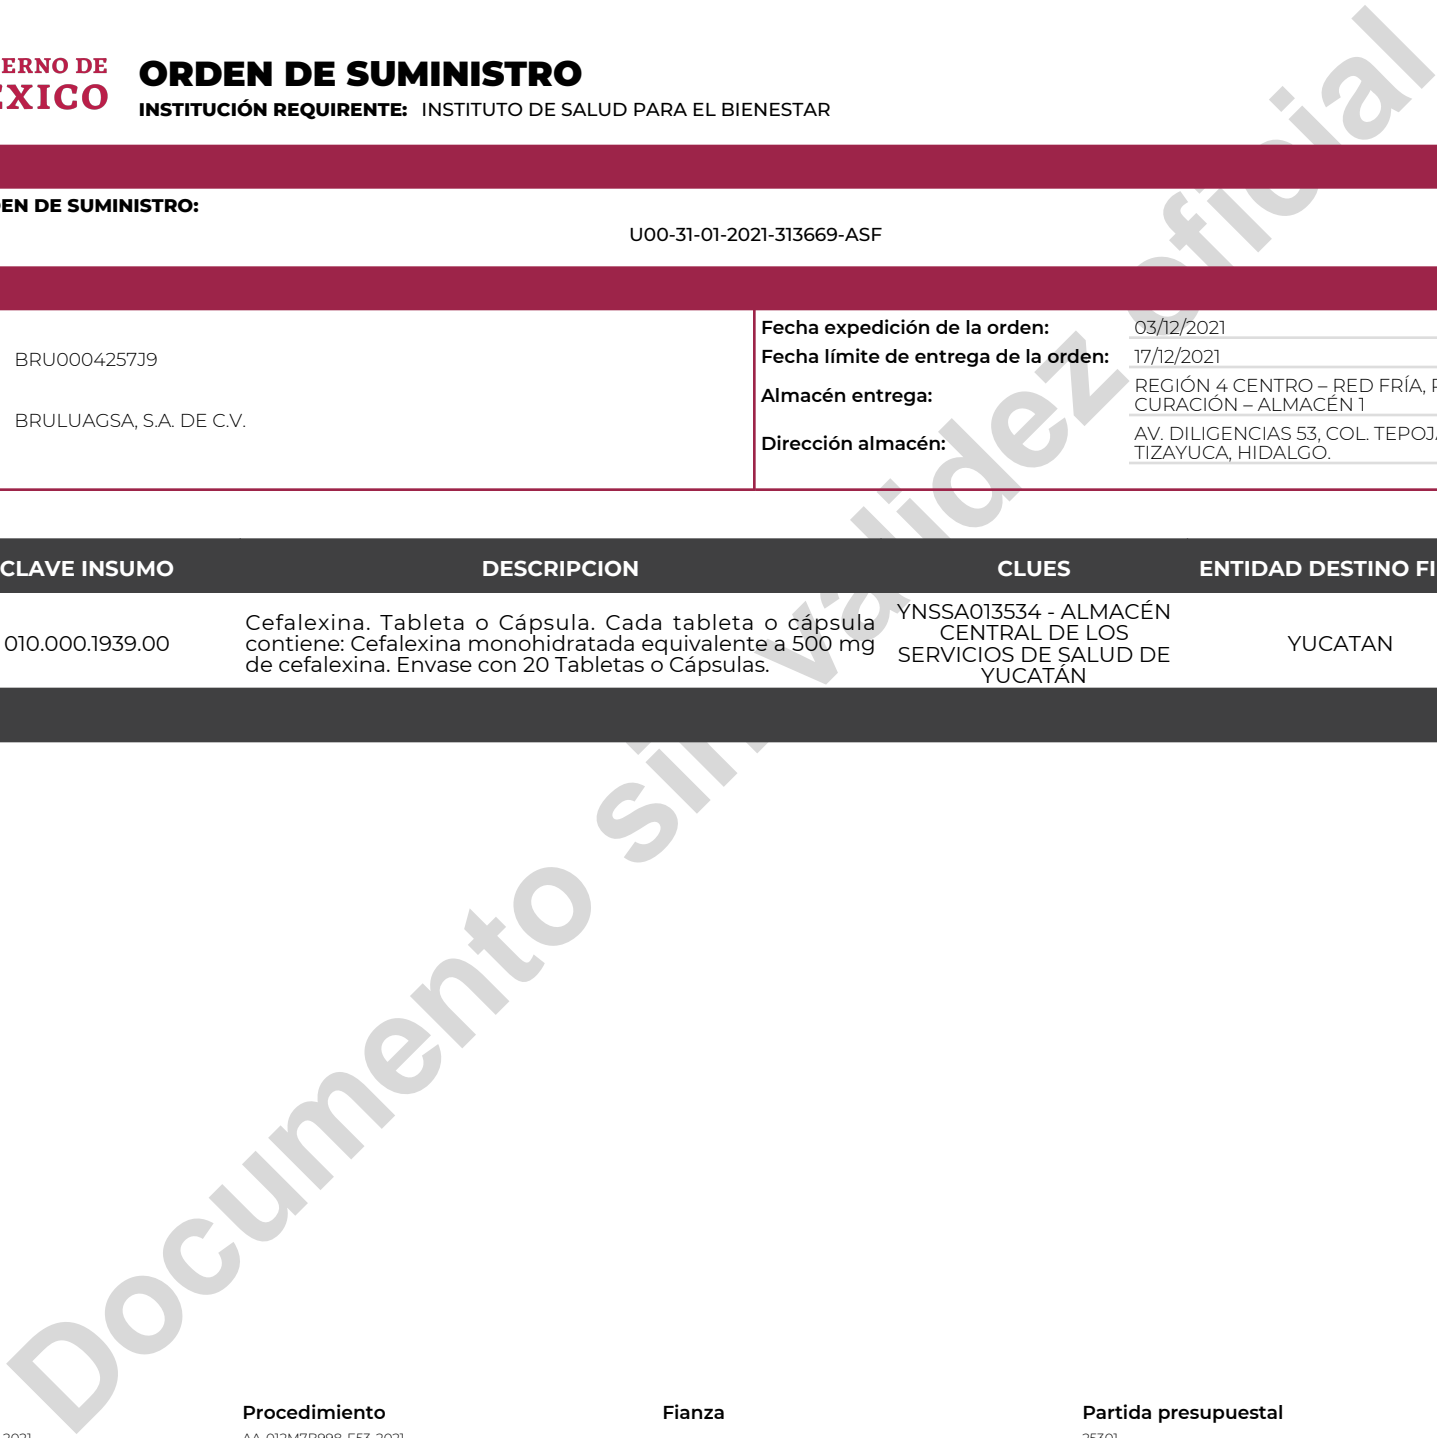 ERNO DE
EXICO
ORDEN DE SUMINISTRO
INSTITUCIÓN REQUIRENTE: INSTITUTO DE SALUD PARA EL BIENESTAR
EN DE SUMINISTRO:
U00-31-01-2021-313669-ASF
BRU0004257J9
BRULUAGSA, S.A. DE C.V.
Fecha expedición de la orden: 03/12/2021
Fecha límite de entrega de la orden: 17/12/2021
Almacén entrega: REGIÓN 4 CENTRO – RED FRÍA,
CURACIÓN – ALMACÉN 1
Dirección almacén: AV. DILIGENCIAS 53, COL. TEPOJ
TIZAYUCA, HIDALGO.
CLAVE INSUMO DESCRIPCION CLUES ENTIDAD DESTINO FI
010.000.1939.00
Cefalexina. Tableta o Cápsula. Cada tableta o cápsula
contiene: Cefalexina monohidratada equivalente a 500 mg
de cefalexina. Envase con 20 Tabletas o Cápsulas.
YNSSA013534 - ALMACÉN
CENTRAL DE LOS
SERVICIOS DE SALUD DE
YUCATÁN
YUCATAN
Documento sin validez oficial
Procedimiento Fianza Partida presupuestal